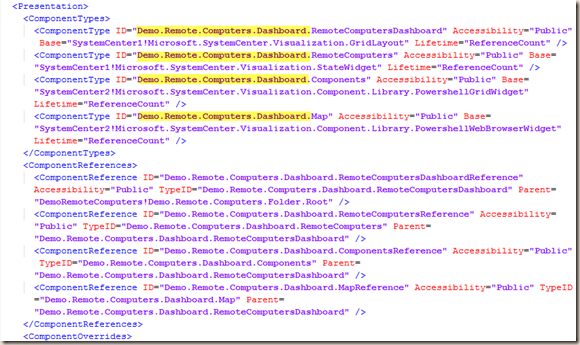 <Presentation>
<ComponentTypes>
<ComponentType ID="Demo.Remote.Computers.Dashboard.RemoteComputersDashboard" Accessibility="Public"
Base="SystemCenter1!Microsoft.SystemCenter.Visualization.GridLayout" Lifetime="ReferenceCount" />
<ComponentType ID="Demo.Remote.Computers.Dashboard.RemoteComputers" Accessibility="Public" Base=
"SystemCenter1!Microsoft.SystemCenter.Visualization.StateWidget" Lifetime="ReferenceCount" />
<ComponentType ID="Demo.Remote.Computers.Dashboard.Components" Accessibility="Public" Base=
"SystemCenter2!Microsoft.SystemCenter.Visualization.Component.Library.PowershellGridWidget"
Lifetime="ReferenceCount" />
<ComponentType ID="Demo.Remote.Computers.Dashboard.Map" Accessibility="Public" Base=
"SystemCenter2!Microsoft.SystemCenter.Visualization.Component.Library.PowershellWebBrowserWidget"
Lifetime="ReferenceCount" />
</ComponentTypes>
<ComponentReferences>
<ComponentReference ID="Demo.Remote.Computers.Dashboard.RemoteComputersDashboardReference"
Accessibility="Public" TypeID="Demo.Remote.Computers.Dashboard.RemoteComputersDashboard" Parent=
"DemoRemoteComputers!Demo.Remote.Computers.Folder.Root" />
<ComponentReference ID="Demo.Remote.Computers.Dashboard.RemoteComputersReference" Accessibility=
"Public" TypeID="Demo.Remote.Computers.Dashboard.RemoteComputers" Parent=
"Demo.Remote.Computers.Dashboard.RemoteComputersDashboard" />
<ComponentReference ID="Demo.Remote.Computers.Dashboard.ComponentsReference" Accessibility="Public"
TypeID="Demo.Remote.Computers.Dashboard.Components" Parent=
"Demo.Remote.Computers.Dashboard.RemoteComputersDashboard" />
<ComponentReference ID="Demo.Remote.Computers.Dashboard.MapReference" Accessibility="Public" TypeID
="Demo.Remote.Computers.Dashboard.Map" Parent=
"Demo.Remote.Computers.Dashboard.RemoteComputersDashboard" />
</ComponentReferences>
<ComponentOverrides>